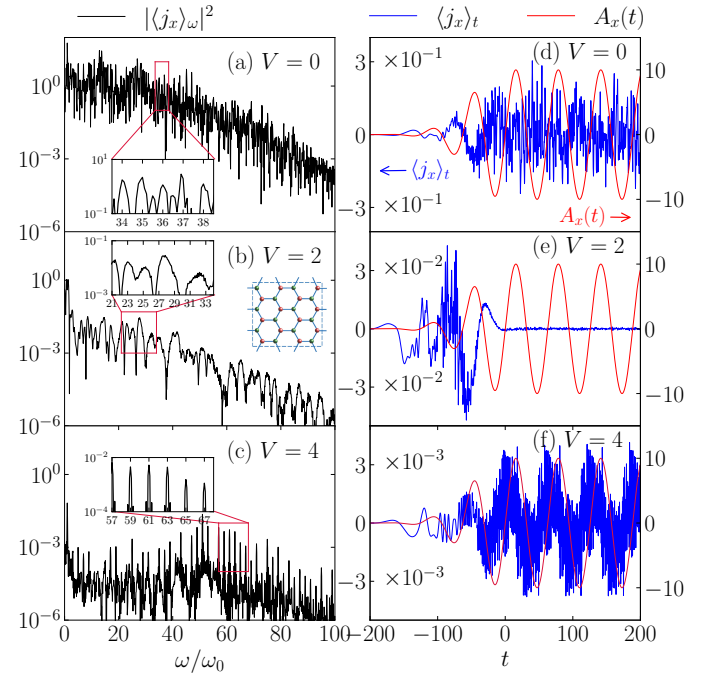 |⟨j_x⟩_ω|^2
⟨j_x⟩_t A_x(t)
(a) V = 0
10^0
10^{-3}
10^{-6}
10^1
10^{-1}
34 35 36 37 38
(b) V = 2
10^0
10^{-3}
10^{-6}
10^{-1}
10^{-3}
21 23 25 27 29 31 33
(c) V = 4
10^0
10^{-3}
10^{-6}
10^{-2}
10^{-4}
57 59 61 63 65 67
0 20 40 60 80 100
ω/ω_0
(d) V = 0
3 ×10^{-1}
0
−3 ×10^{-1}
⟨j_x⟩_t
A_x(t)
10
0
−10
(e) V = 2
3 ×10^{-2}
0
−3 ×10^{-2}
10
0
−10
(f) V = 4
3 ×10^{-3}
0
−3 ×10^{-3}
10
0
−10
−200 −100 0 100 200
t